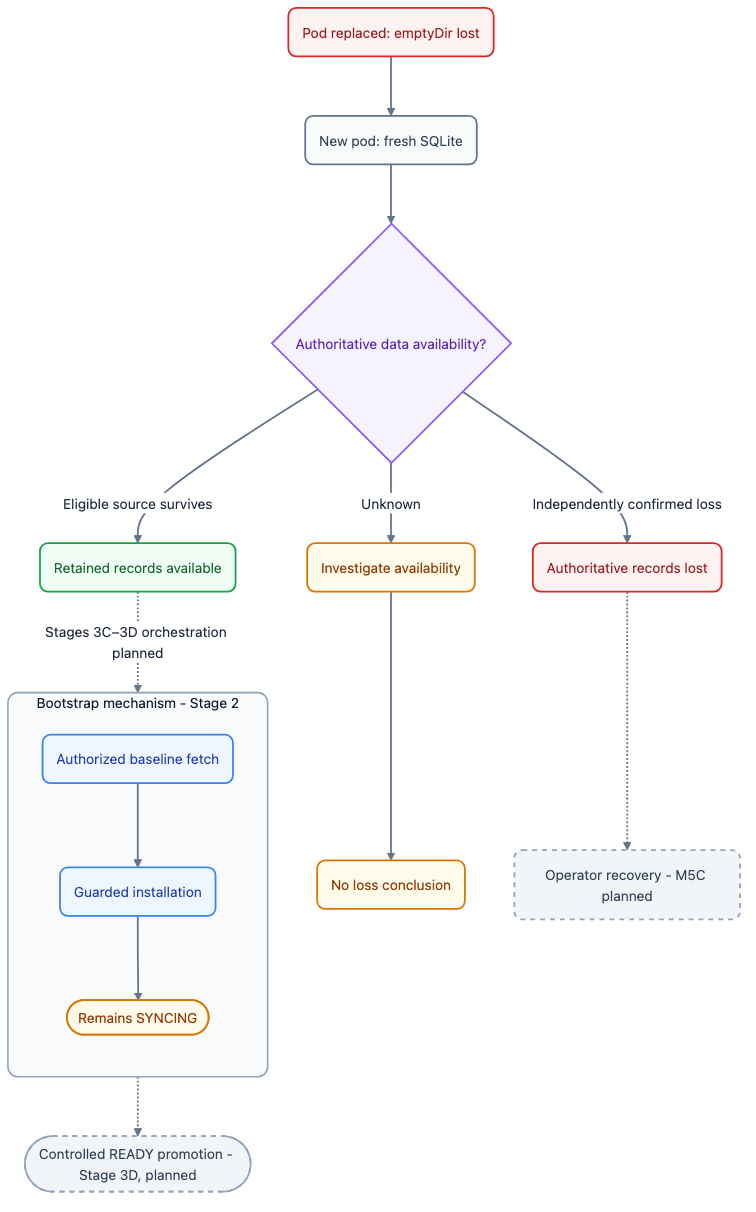 Pod replaced: emptyDir lost
New pod: fresh SQLite
Authoritative data availability?
Eligible source survives
Unknown
Independently confirmed loss
Retained records available
Investigate availability
Authoritative records lost
Stages 3C–3D orchestration
planned
Bootstrap mechanism - Stage 2
Authorized baseline fetch
Guarded installation
No loss conclusion
Operator recovery - M5C
planned
Remains SYNCING
Controlled READY promotion -
Stage 3D, planned